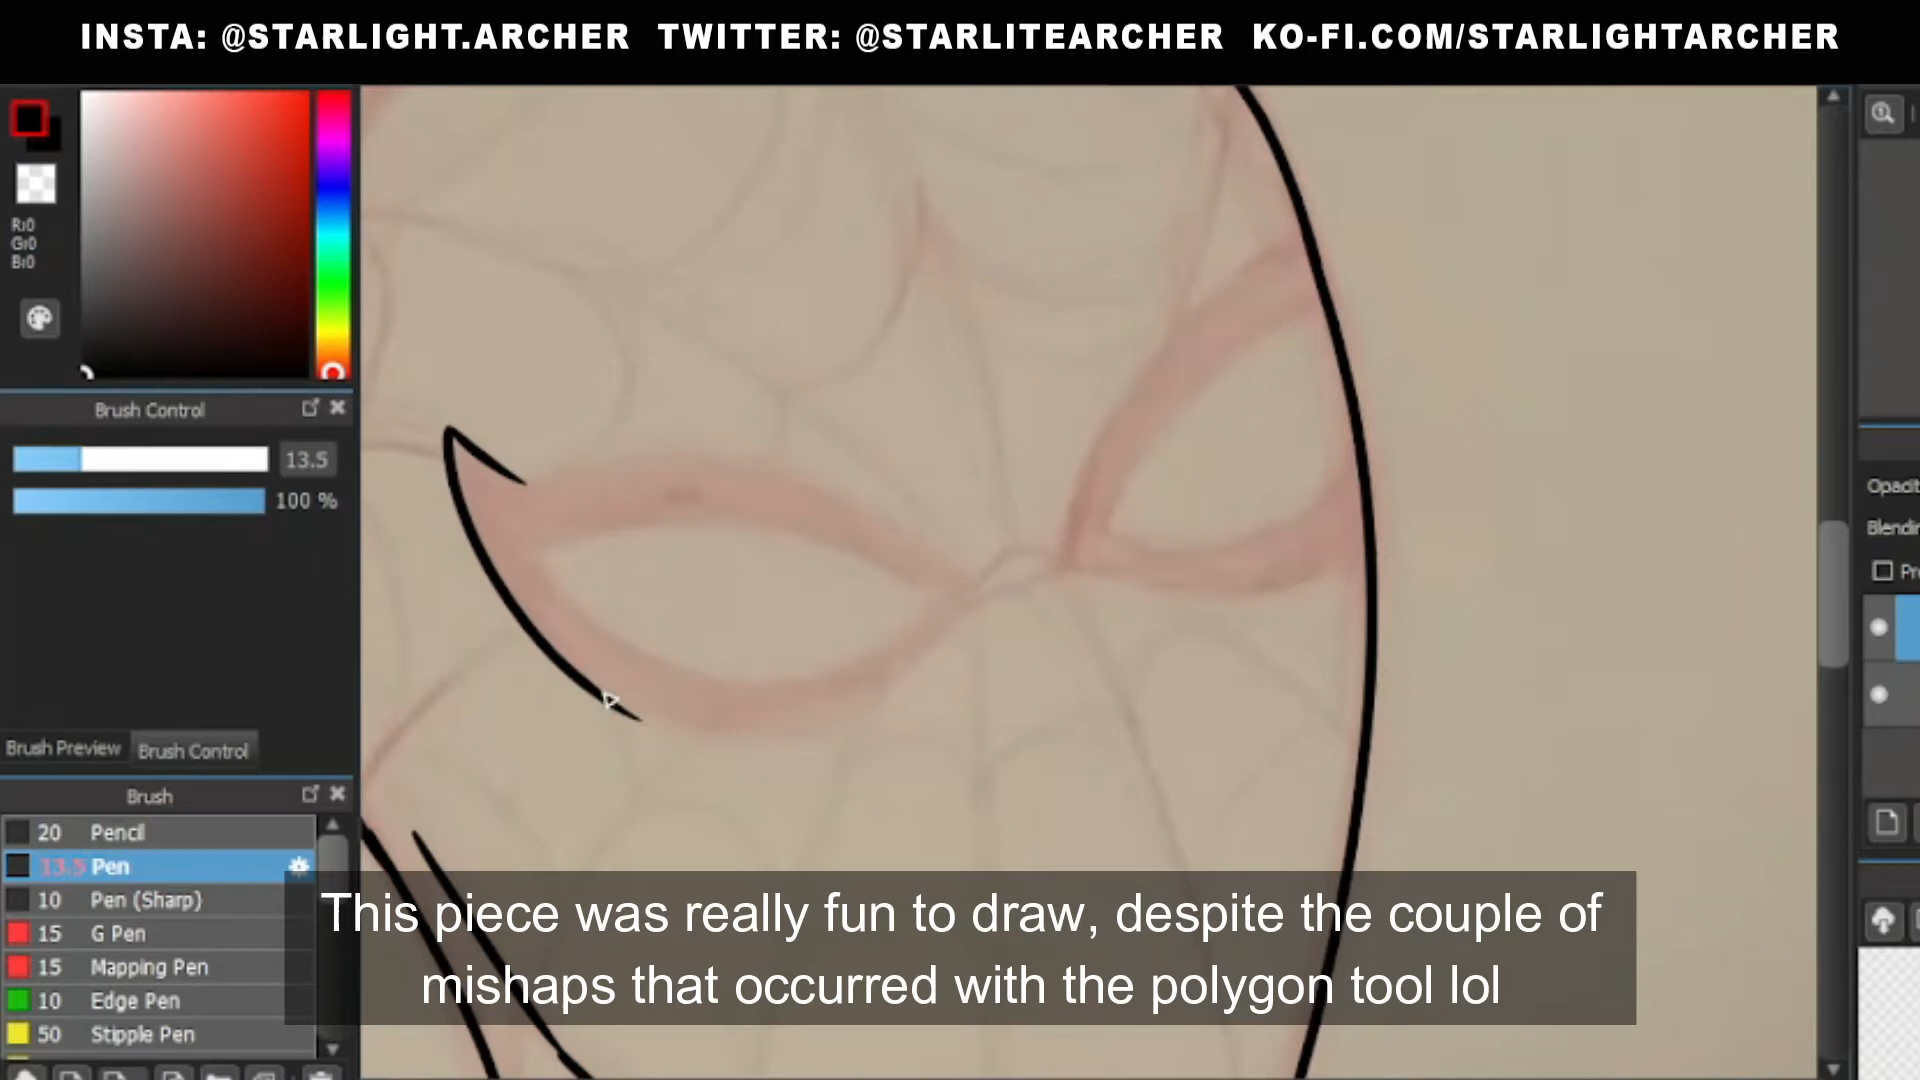 INSTA: @STARLIGHT.ARCHER TWITTER: @STARLITEARCHER KO-FI.COM/STARLIGHTARCHER
R:0
G:0
B:0
Brush Control
13.5
100 %
Brush Preview Brush Control
Brush
20 Pencil
13.5 Pen
10 Pen (Sharp)
15 G Pen
15 Mapping Pen
10 Edge Pen
50 Stipple Pen
Opacit
Blendin
Pr
This piece was really fun to draw, despite the couple of
mishaps that occurred with the polygon tool lol